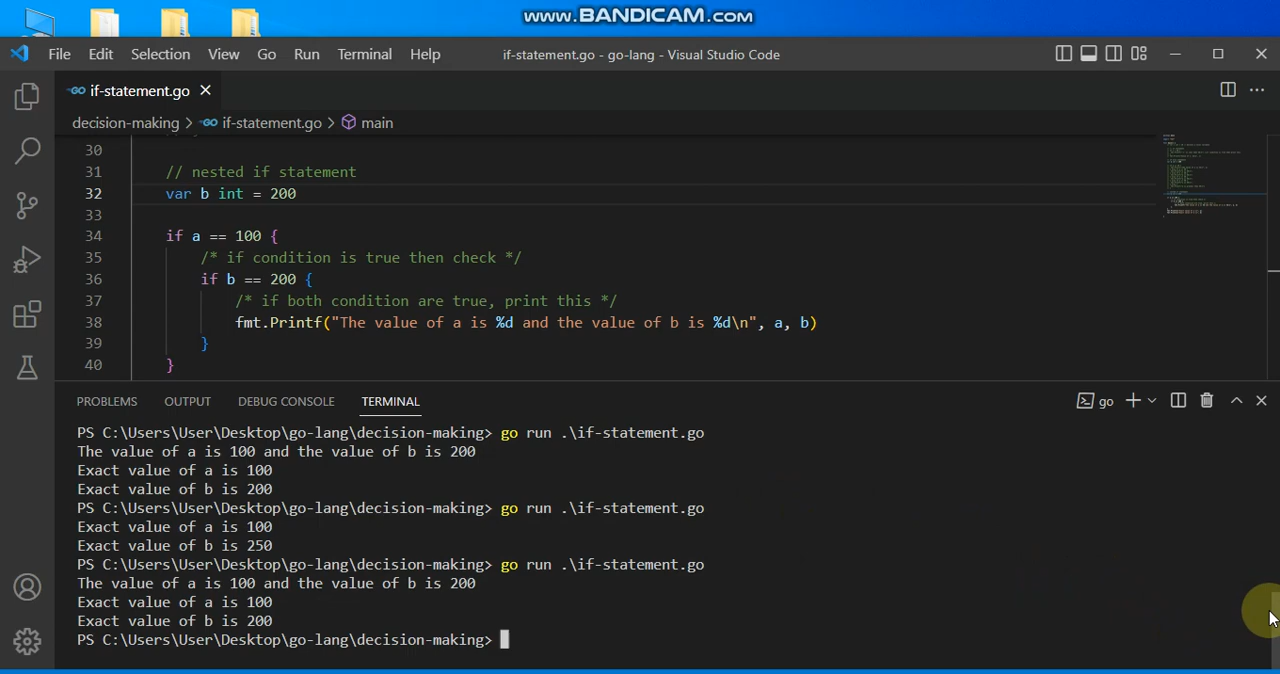 www.BANDICAM.com
File Edit Selection View Go Run Terminal Help if-statement.go - go-lang - Visual Studio Code
GO if-statement.go
decision-making > GO if-statement.go > main
30
31 // nested if statement
32 var b int = 200
33
34 if a == 100 {
35 /* if condition is true then check */
36 if b == 200 {
37 /* if both condition are true, print this */
38 fmt.Printf("The value of a is %d and the value of b is %d\n", a, b)
39 }
40 }
PROBLEMS OUTPUT DEBUG CONSOLE TERMINAL go
PS C:\Users\User\Desktop\go-lang\decision-making> go run .\if-statement.go
The value of a is 100 and the value of b is 200
Exact value of a is 100
Exact value of b is 200
PS C:\Users\User\Desktop\go-lang\decision-making> go run .\if-statement.go
Exact value of a is 100
Exact value of b is 250
PS C:\Users\User\Desktop\go-lang\decision-making> go run .\if-statement.go
The value of a is 100 and the value of b is 200
Exact value of a is 100
Exact value of b is 200
PS C:\Users\User\Desktop\go-lang\decision-making>